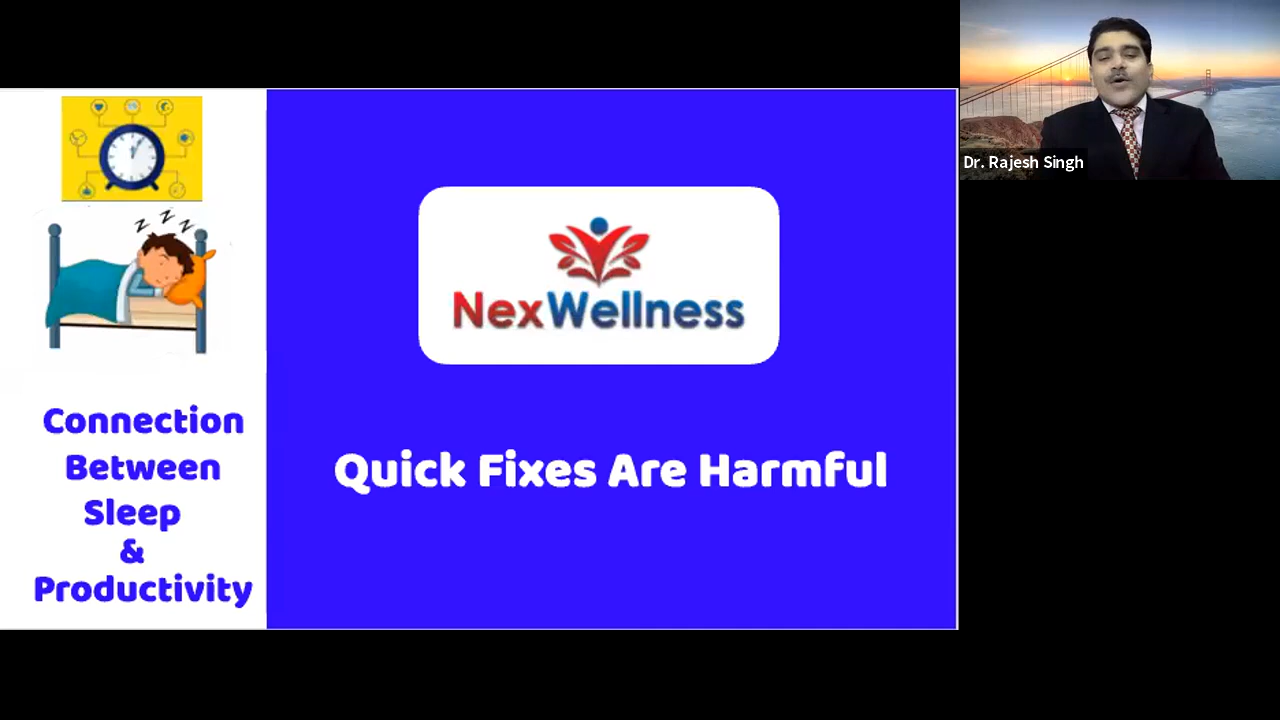 Z Z Z
Connection
Between
Sleep
&
Productivity
NexWellness
Quick Fixes Are Harmful
Dr. Rajesh Singh